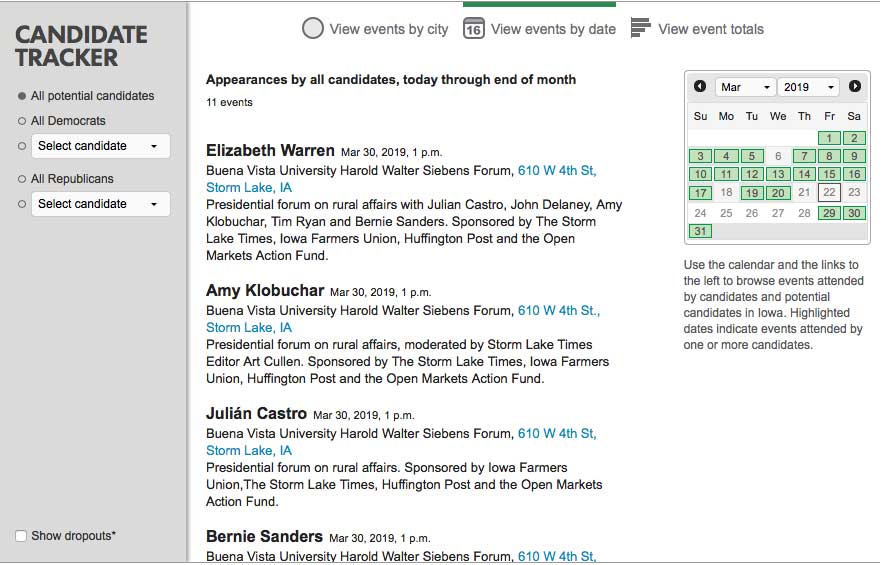 CANDIDATE
TRACKER
All potential candidates
All Democrats
Select candidate
All Republicans
Select candidate
Show dropouts*
View events by city
16 View events by date
View event totals
Appearances by all candidates, today through end of month
11 events
Elizabeth Warren Mar 30, 2019, 1 p.m.
Buena Vista University Harold Walter Siebens Forum, 610 W 4th St,
Storm Lake, IA
Presidential forum on rural affairs with Julian Castro, John Delaney, Amy
Klobuchar, Tim Ryan and Bernie Sanders. Sponsored by The Storm
Lake Times, Iowa Farmers Union, Huffington Post and the Open
Markets Action Fund.
Amy Klobuchar Mar 30, 2019, 1 p.m.
Buena Vista University Harold Walter Siebens Forum, 610 W 4th St.,
Storm Lake, IA
Presidential forum on rural affairs, moderated by Storm Lake Times
Editor Art Cullen. Sponsored by The Storm Lake Times, Iowa Farmers
Union, Huffington Post and the Open Markets Action Fund.
Julián Castro Mar 30, 2019, 1 p.m.
Buena Vista University Harold Walter Siebens Forum, 610 W 4th St,
Storm Lake, IA
Presidential forum on rural affairs. Sponsored by Iowa Farmers
Union,The Storm Lake Times, Huffington Post and the Open Markets
Action Fund.
Bernie Sanders Mar 30, 2019, 1 p.m.
Buena Vista University Harold Walter Siebens Forum, 610 W 4th St,
Mar 2019
Su Mo Tu We Th Fr Sa
1 2
3 4 5 6 7 8 9
10 11 12 13 14 15 16
17 18 19 20 21 22 23
24 25 26 27 28 29 30
31
Use the calendar and the links to
the left to browse events attended
by candidates and potential
candidates in Iowa. Highlighted
dates indicate events attended by
one or more candidates.